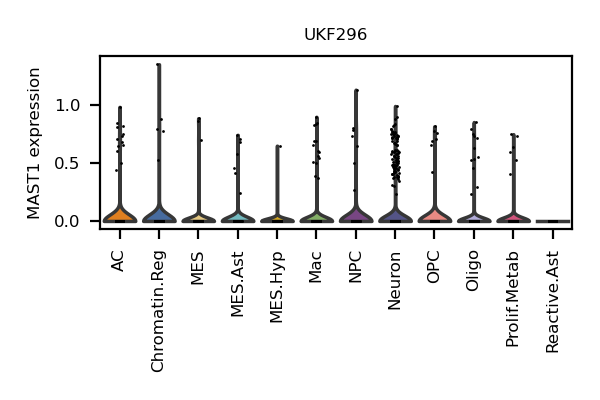 UKF296
MAST1 expression
1.0
0.5
0.0
AC
Chromatin.Reg
MES
MES.Ast
MES.Hyp
Mac
NPC
Neuron
OPC
Oligo
Prolif.Metab
Reactive.Ast